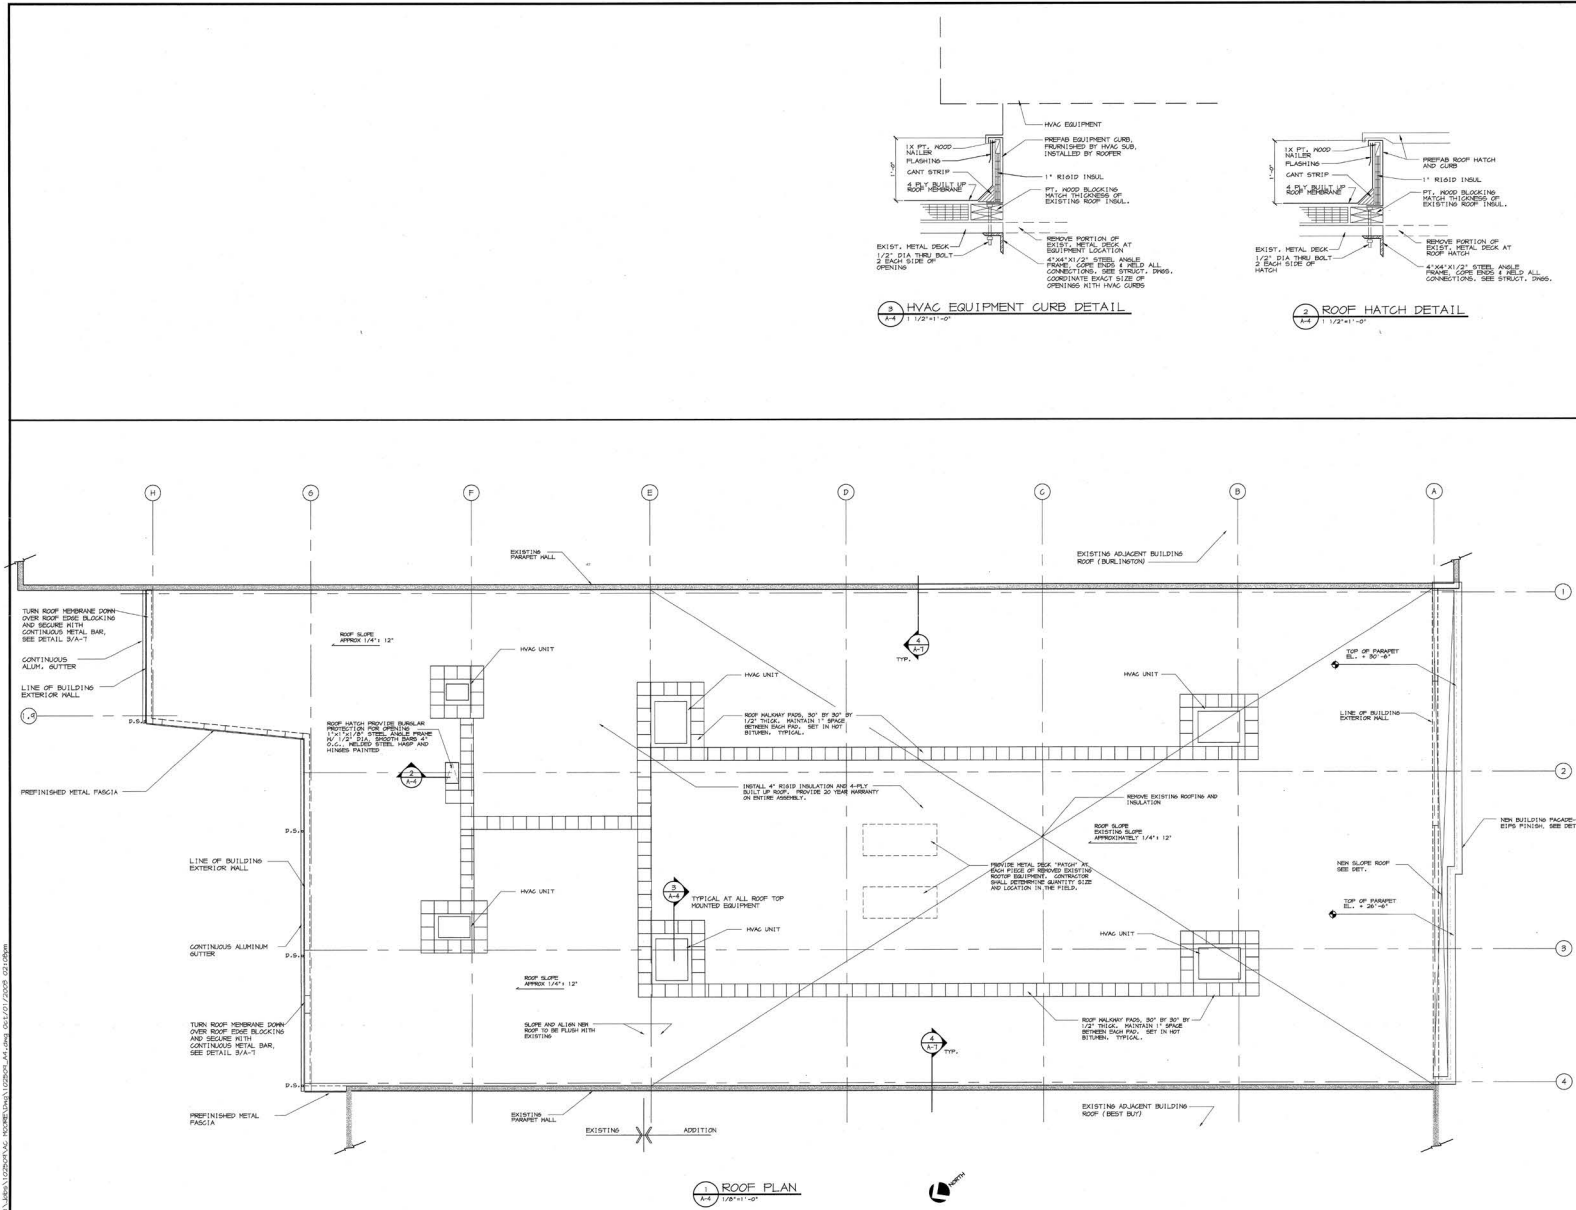 HVAC EQUIPMENT
1X PT. WOOD
NAILER
FLASHING
CANT STRIP
4 PLY BUILT UP
ROOF MEMBRANE
1'-0"
PREFAB EQUIPMENT CURB,
FRURNISHED BY HVAC SUB,
INSTALLED BY ROOFER
1" RIGID INSUL
PT. WOOD BLOCKING
MATCH THICKNESS OF
EXISTING ROOF INSUL.
EXIST. METAL DECK
1/2" DIA THRU BOLT
2 EACH SIDE OF
OPENING
REMOVE PORTION OF
EXIST. METAL DECK AT
EQUIPMENT LOCATION
4"X4"X1/2" STEEL ANGLE
FRAME, COPE ENDS & WELD ALL
CONNECTIONS. SEE STRUCT. DWGS.
COORDINATE EXACT SIZE OF
OPENINGS WITH HVAC CURBS
3
A-4
HVAC EQUIPMENT CURB DETAIL
1 1/2"=1'-0"
1X PT. WOOD
NAILER
FLASHING
CANT STRIP
4 PLY BUILT UP
ROOF MEMBRANE
1'-0"
PREFAB ROOF HATCH
AND CURB
1" RIGID INSUL
PT. WOOD BLOCKING
MATCH THICKNESS OF
EXISTING ROOF INSUL.
EXIST. METAL DECK
1/2" DIA THRU BOLT
2 EACH SIDE OF
HATCH
REMOVE PORTION OF
EXIST. METAL DECK AT
ROOF HATCH
4"X4"X1/2" STEEL ANGLE
FRAME, COPE ENDS & WELD ALL
CONNECTIONS. SEE STRUCT. DWGS.
2
A-4
ROOF HATCH DETAIL
1 1/2"=1'-0"
H
G
F
E
D
C
B
A
EXISTING
PARAPET WALL
EXISTING ADJACENT BUILDING
ROOF (BURLINGTON)
1
TURN ROOF MEMBRANE DOWN
OVER ROOF EDGE BLOCKING
AND SECURE WITH
CONTINUOUS METAL BAR,
SEE DETAIL 3/A-7
CONTINUOUS
ALUM. GUTTER
LINE OF BUILDING
EXTERIOR WALL
1.9
D.S.
ROOF SLOPE
APPROX 1/4": 12"
HVAC UNIT
HVAC UNIT
4
A-7
TYP.
HVAC UNIT
TOP OF PARAPET
EL. + 30'-6"
LINE OF BUILDING
EXTERIOR WALL
ROOF HATCH PROVIDE BURGLAR
PROTECTION FOR OPENING
1"x1"x1/8" STEEL ANGLE FRAME
W/ 1/2" DIA. SMOOTH BARS 4"
O.C., WELDED STEEL HASP AND
HINGES PAINTED
ROOF WALKWAY PADS, 30" BY 30" BY
1/2" THICK. MAINTAIN 1" SPACE
BETWEEN EACH PAD. SET IN HOT
BITUMEN, TYPICAL.
2
A-4
2
PREFINISHED METAL FASCIA
INSTALL 4" RIGID INSULATION AND 4-PLY
BUILT UP ROOF. PROVIDE 20 YEAR WARRANTY
ON ENTIRE ASSEMBLY.
REMOVE EXISTING ROOFING AND
INSULATION
D.S.
ROOF SLOPE
EXISTING SLOPE
APPROXIMATELY 1/4": 12"
NEW BUILDING FACADE-
EIFS FINISH, SEE DET
LINE OF BUILDING
EXTERIOR WALL
PROVIDE METAL DECK "PATCH" AT
EACH PIECE OF REMOVED EXISTING
ROOTOP EQUIPMENT. CONTRACTOR
SHALL DETERMINE QUANTITY SIZE
AND LOCATION IN THE FIELD.
NEW SLOPE ROOF
SEE DET.
HVAC UNIT
3
A-4
TYPICAL AT ALL ROOF TOP
MOUNTED EQUIPMENT
HVAC UNIT
HVAC UNIT
TOP OF PARAPET
EL. + 26'-6"
CONTINUOUS ALUMINUM
GUTTER
D.S.
3
ROOF SLOPE
APPROX 1/4": 12"
TURN ROOF MEMBRANE DOWN
OVER ROOF EDGE BLOCKING
AND SECURE WITH
CONTINUOUS METAL BAR,
SEE DETAIL 3/A-7
SLOPE AND ALIGN NEW
ROOF TO BE FLUSH WITH
EXISTING
ROOF WALKWAY PADS, 30" BY 30" BY
1/2" THICK. MAINTAIN 1" SPACE
BETWEEN EACH PAD. SET IN HOT
BITUMEN, TYPICAL.
4
A-7
TYP.
D.S.
4
PREFINISHED METAL
FASCIA
EXISTING
PARAPET WALL
EXISTING ADJACENT BUILDING
ROOF (BEST BUY)
EXISTING
ADDITION
1
A-4
ROOF PLAN
1/8"=1'-0"
NORTH